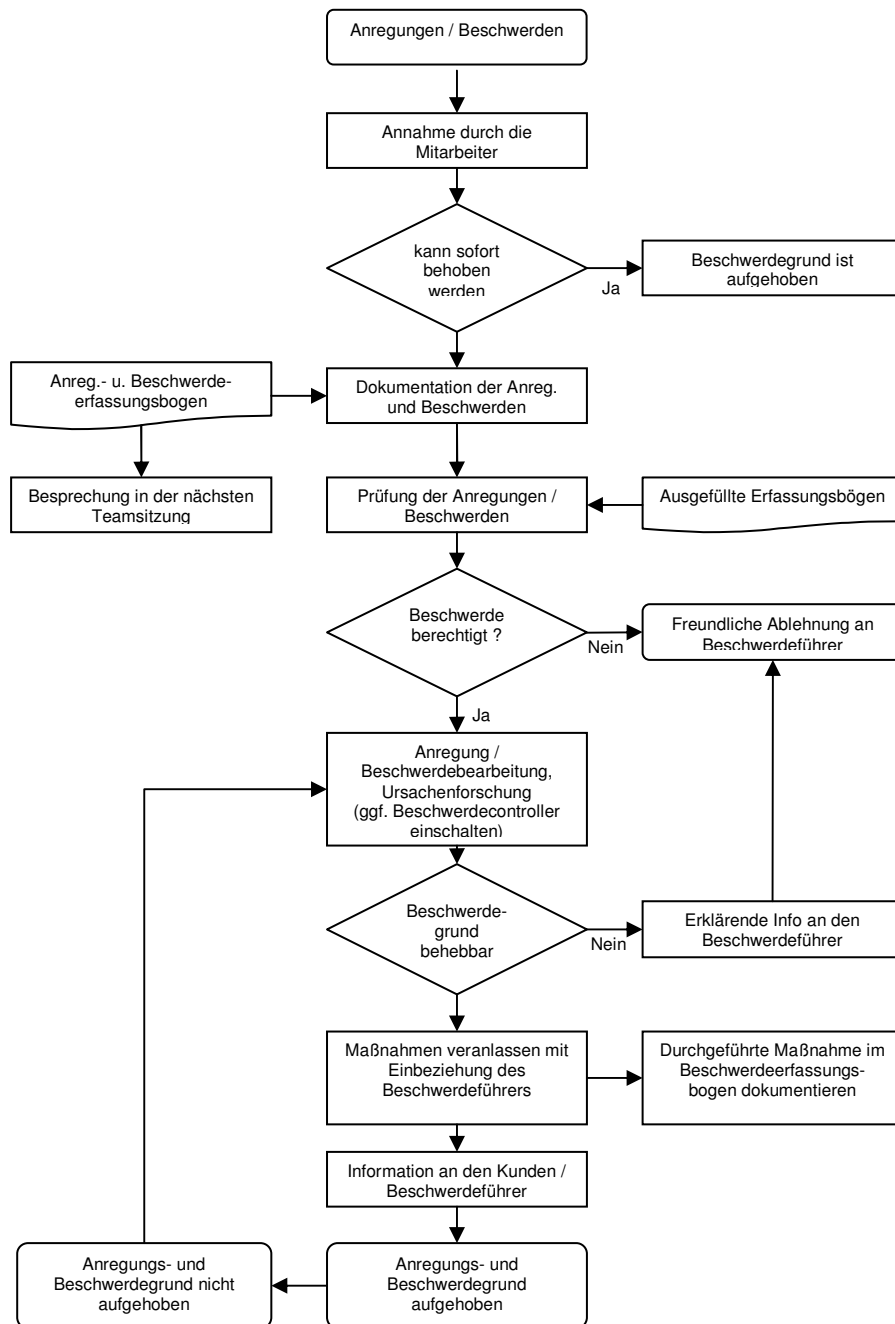 Anregungen / Beschwerden
Annahme durch die
Mitarbeiter
kann sofort
behoben
werden
Ja
Beschwerdegrund ist
aufgehoben
Anreg.- u. Beschwerde-
erfassungsbogen
Dokumentation der Anreg.
und Beschwerden
Besprechung in der nächsten
Teamsitzung
Prüfung der Anregungen /
Beschwerden
Ausgefüllte Erfassungsbögen
Beschwerde
berechtigt ?
Nein
Freundliche Ablehnung an
Beschwerdeführer
Ja
Anregung /
Beschwerdebearbeitung,
Ursachenforschung
(ggf. Beschwerdecontroller
einschalten)
Beschwerde-
grund
behebbar
Nein
Erklärende Info an den
Beschwerdeführer
Maßnahmen veranlassen mit
Einbeziehung des
Beschwerdeführers
Durchgeführte Maßnahme im
Beschwerdeerfassungs-
bogen dokumentieren
Information an den Kunden /
Beschwerdeführer
Anregungs- und
Beschwerdegrund nicht
aufgehoben
Anregungs- und
Beschwerdegrund
aufgehoben